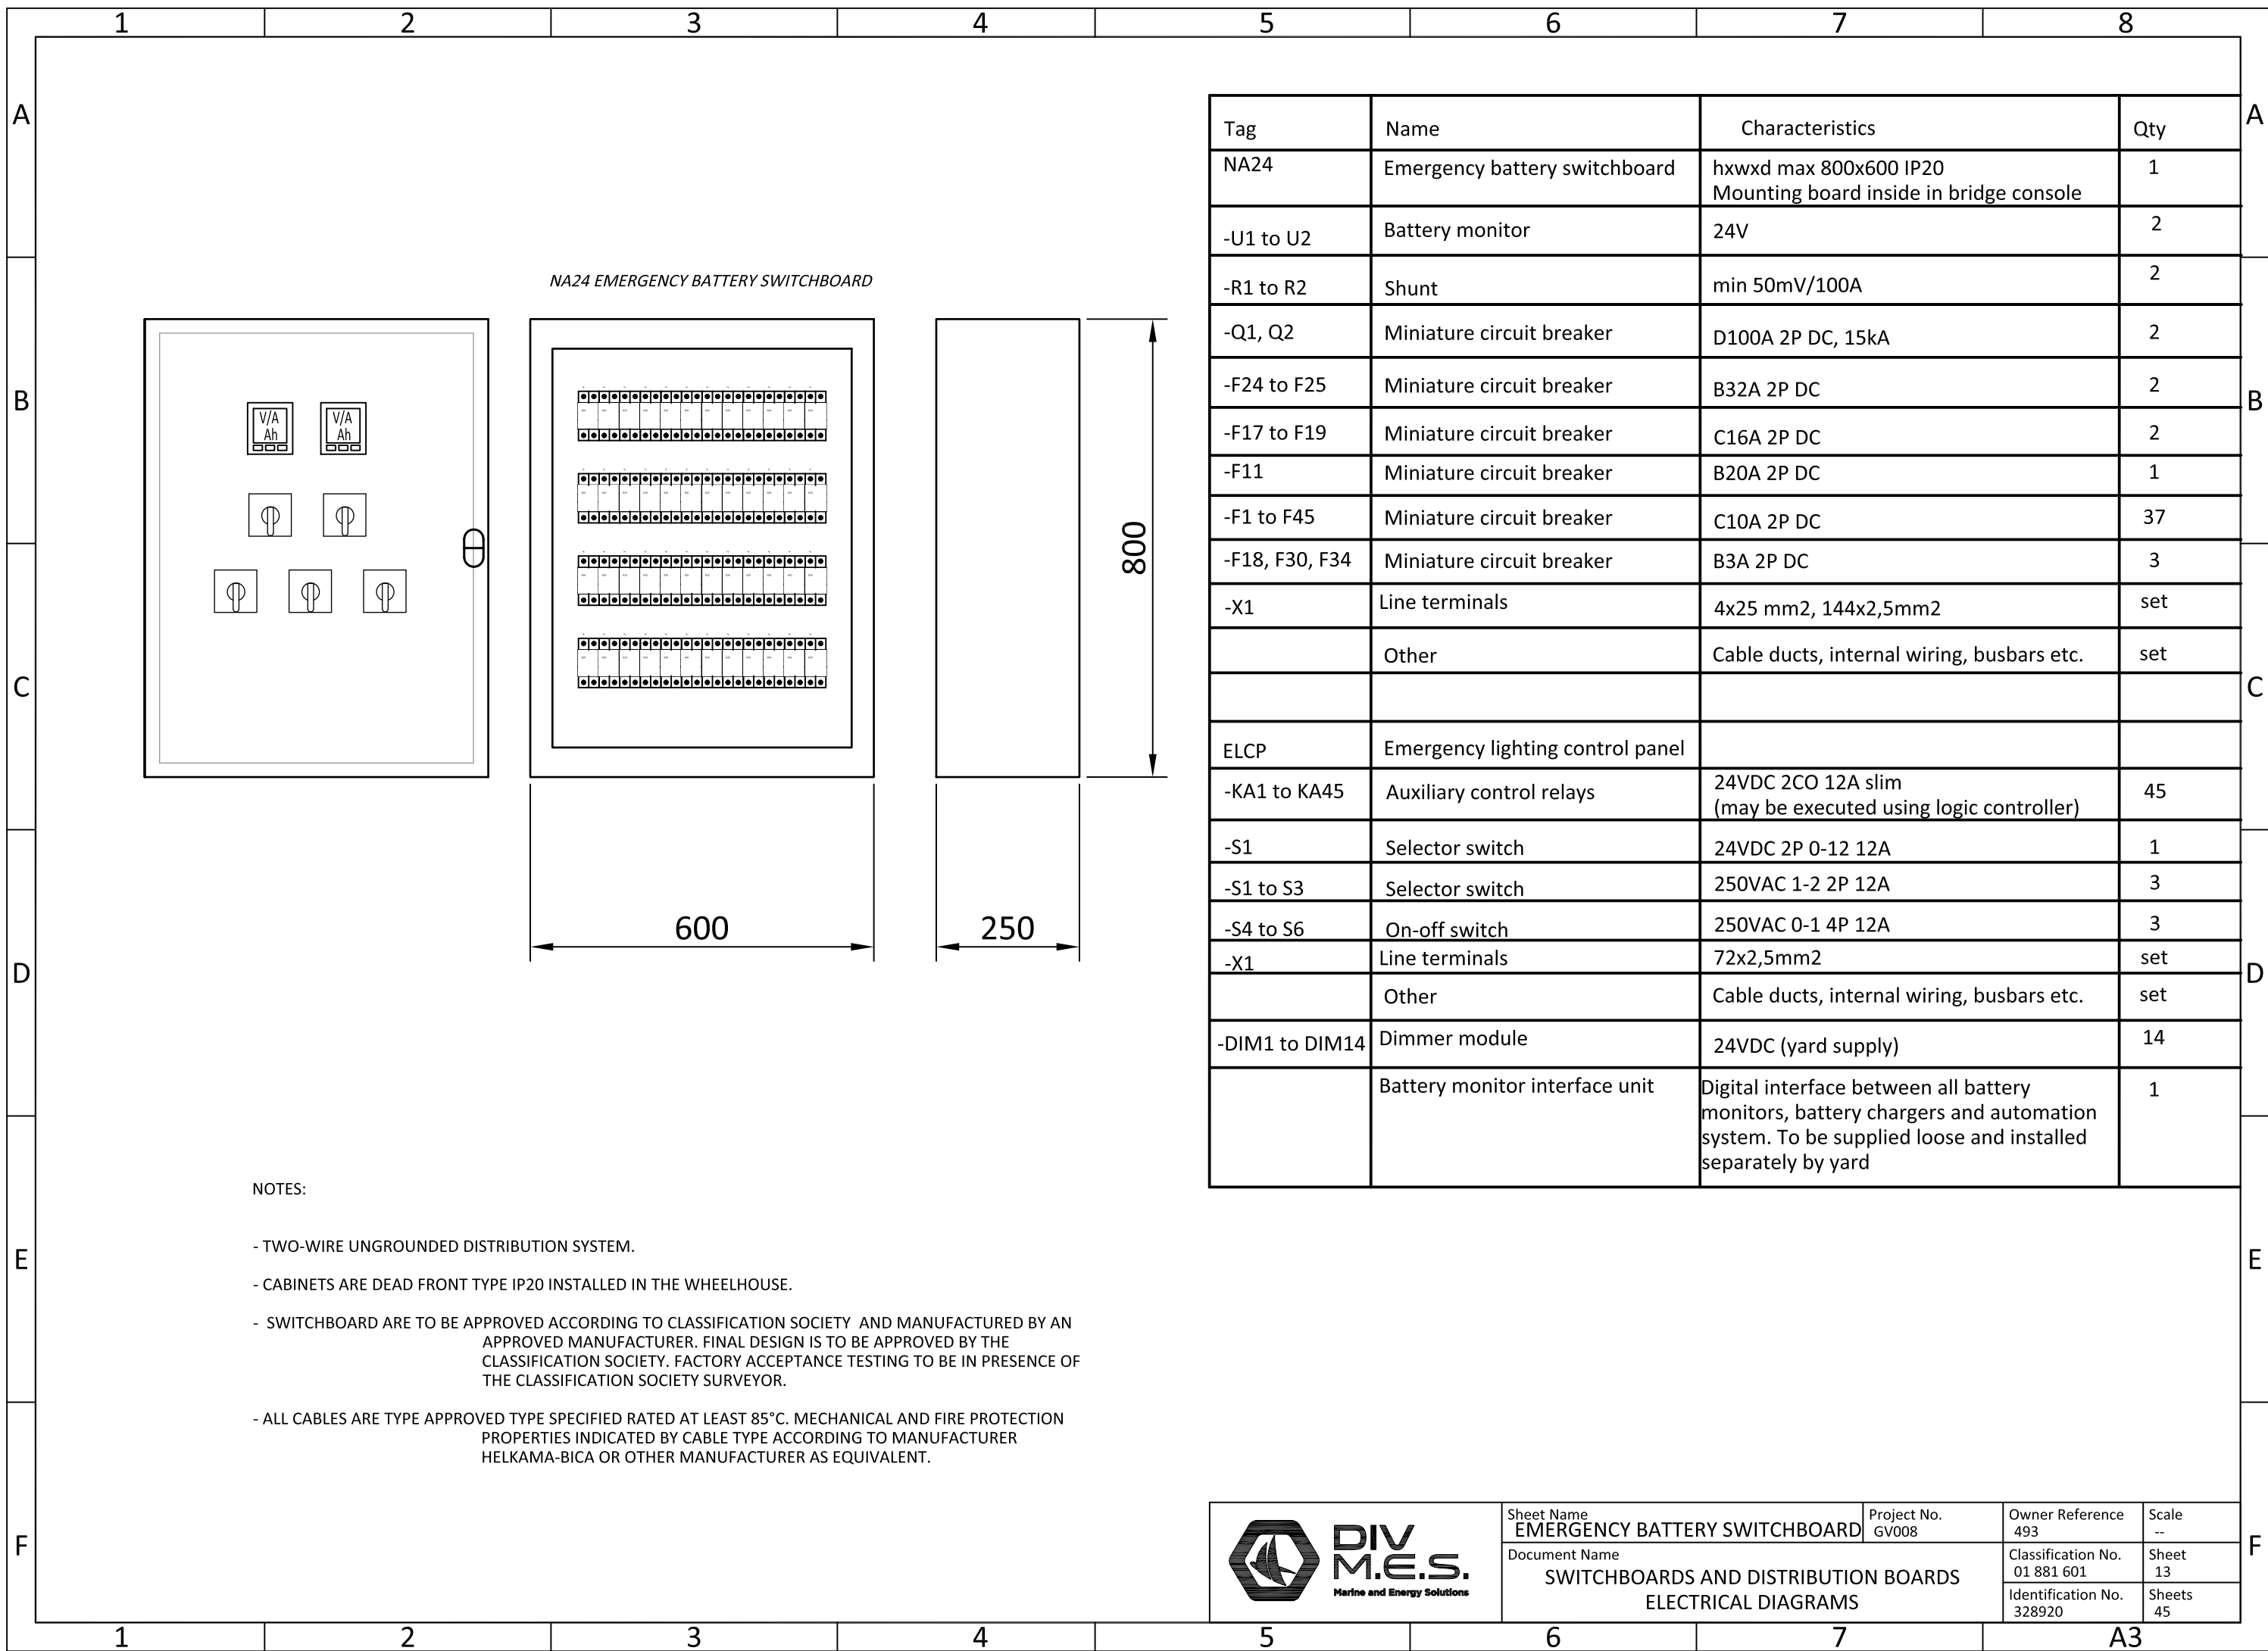 1 2 3 4 5 6 7 8
A A
B B
C C
D D
E E
F F
NA24 EMERGENCY BATTERY SWITCHBOARD
V/A
Ah
V/A
Ah
800
600
250
Tag Name Characteristics Qty
NA24 Emergency battery switchboard hxwxd max 800x600 IP20 1
Mounting board inside in bridge console
-U1 to U2 Battery monitor 24V 2
-R1 to R2 Shunt min 50mV/100A 2
-Q1, Q2 Miniature circuit breaker D100A 2P DC, 15kA 2
-F24 to F25 Miniature circuit breaker B32A 2P DC 2
-F17 to F19 Miniature circuit breaker C16A 2P DC 2
-F11 Miniature circuit breaker B20A 2P DC 1
-F1 to F45 Miniature circuit breaker C10A 2P DC 37
-F18, F30, F34 Miniature circuit breaker B3A 2P DC 3
-X1 Line terminals 4x25 mm2, 144x2,5mm2 set
Other Cable ducts, internal wiring, busbars etc. set
ELCP Emergency lighting control panel
-KA1 to KA45 Auxiliary control relays 24VDC 2CO 12A slim 45
(may be executed using logic controller)
-S1 Selector switch 24VDC 2P 0-12 12A 1
-S1 to S3 Selector switch 250VAC 1-2 2P 12A 3
-S4 to S6 On-off switch 250VAC 0-1 4P 12A 3
-X1 Line terminals 72x2,5mm2 set
Other Cable ducts, internal wiring, busbars etc. set
-DIM1 to DIM14 Dimmer module 24VDC (yard supply) 14
Battery monitor interface unit Digital interface between all battery 1
monitors, battery chargers and automation
system. To be supplied loose and installed
separately by yard
NOTES:
- TWO-WIRE UNGROUNDED DISTRIBUTION SYSTEM.
- CABINETS ARE DEAD FRONT TYPE IP20 INSTALLED IN THE WHEELHOUSE.
- SWITCHBOARD ARE TO BE APPROVED ACCORDING TO CLASSIFICATION SOCIETY AND MANUFACTURED BY AN
APPROVED MANUFACTURER. FINAL DESIGN IS TO BE APPROVED BY THE
CLASSIFICATION SOCIETY. FACTORY ACCEPTANCE TESTING TO BE IN PRESENCE OF
THE CLASSIFICATION SOCIETY SURVEYOR.
- ALL CABLES ARE TYPE APPROVED TYPE SPECIFIED RATED AT LEAST 85°C. MECHANICAL AND FIRE PROTECTION
PROPERTIES INDICATED BY CABLE TYPE ACCORDING TO MANUFACTURER
HELKAMA-BICA OR OTHER MANUFACTURER AS EQUIVALENT.
DIV
M.E.S.
Marine and Energy Solutions
Sheet Name
EMERGENCY BATTERY SWITCHBOARD
Project No.
GV008
Owner Reference
493
Scale
--
Document Name
SWITCHBOARDS AND DISTRIBUTION BOARDS
ELECTRICAL DIAGRAMS
Classification No.
01 881 601
Sheet
13
Identification No.
328920
Sheets
45
1 2 3 4 5 6 7 A3